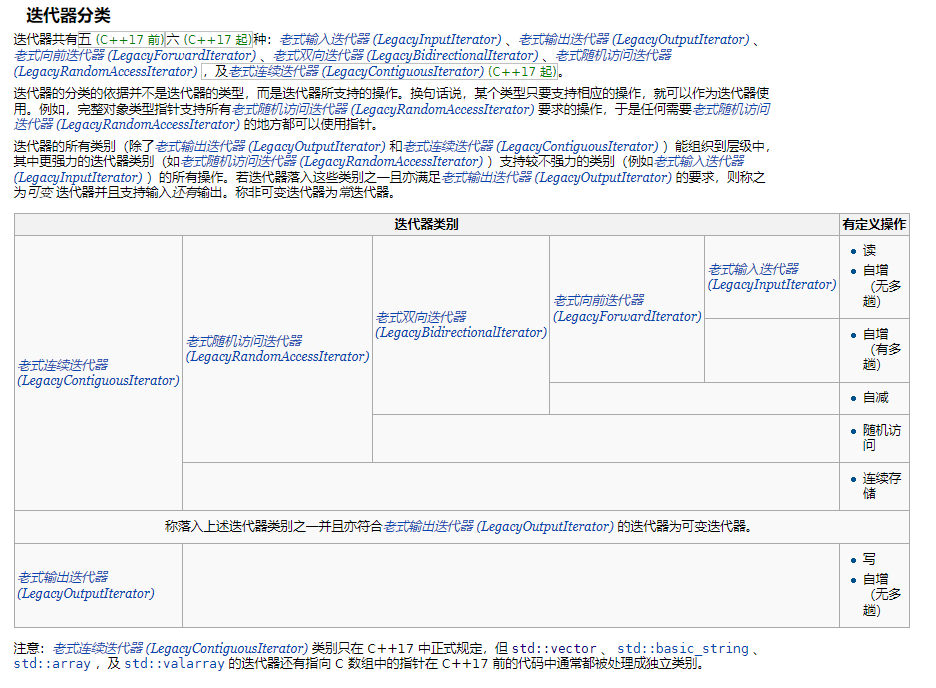 迭代器分类
迭代器共有五 (C++17 前)六 (C++17 起)种：老式输入迭代器 (LegacyInputIterator) 、老式输出迭代器 (LegacyOutputIterator) 、
老式向前迭代器 (LegacyForwardIterator) 、老式双向迭代器 (LegacyBidirectionalIterator) 、老式随机访问迭代器
(LegacyRandomAccessIterator) ，及老式连续迭代器 (LegacyContiguousIterator) (C++17 起)。
迭代器的分类的依据并不是迭代器的类型，而是迭代器所支持的操作。换句话说，某个类型只要支持相应的操作，就可以作为迭代器使
用。例如，完整对象类型指针支持所有老式随机访问迭代器 (LegacyRandomAccessIterator) 要求的操作，于是任何需要老式随机访问
迭代器 (LegacyRandomAccessIterator) 的地方都可以使用指针。
迭代器的所有类别（除了老式输出迭代器 (LegacyOutputIterator) 和老式连续迭代器 (LegacyContiguousIterator) ）能组织到层级中，
其中更强力的迭代器类别（如老式随机访问迭代器 (LegacyRandomAccessIterator) ）支持较不强力的类别（例如老式输入迭代器
(LegacyInputIterator) ）的所有操作。若迭代器落入这些类别之一且亦满足老式输出迭代器 (LegacyOutputIterator) 的要求，则称之
为可变 迭代器并且支持输入还有输出。称非可变迭代器为常迭代器。
迭代器类别
有定义操作
老式连续迭代器
(LegacyContiguousIterator)
老式随机访问迭代器
(LegacyRandomAccessIterator)
老式双向迭代器
(LegacyBidirectionalIterator)
老式向前迭代器
(LegacyForwardIterator)
老式输入迭代器
(LegacyInputIterator)
读
自增
（无多
趟）
自增
（有多
趟）
自减
随机访
问
连续存
储
称落入上述迭代器类别之一并且亦符合老式输出迭代器 (LegacyOutputIterator) 的迭代器为可变迭代器。
老式输出迭代器
(LegacyOutputIterator)
写
自增
（无多
趟）
注意：老式连续迭代器 (LegacyContiguousIterator) 类别只在 C++17 中正式规定，但 std::vector 、 std::basic_string 、
std::array ，及 std::valarray 的迭代器还有指向 C 数组中的指针在 C++17 前的代码中通常都被处理成独立类别。